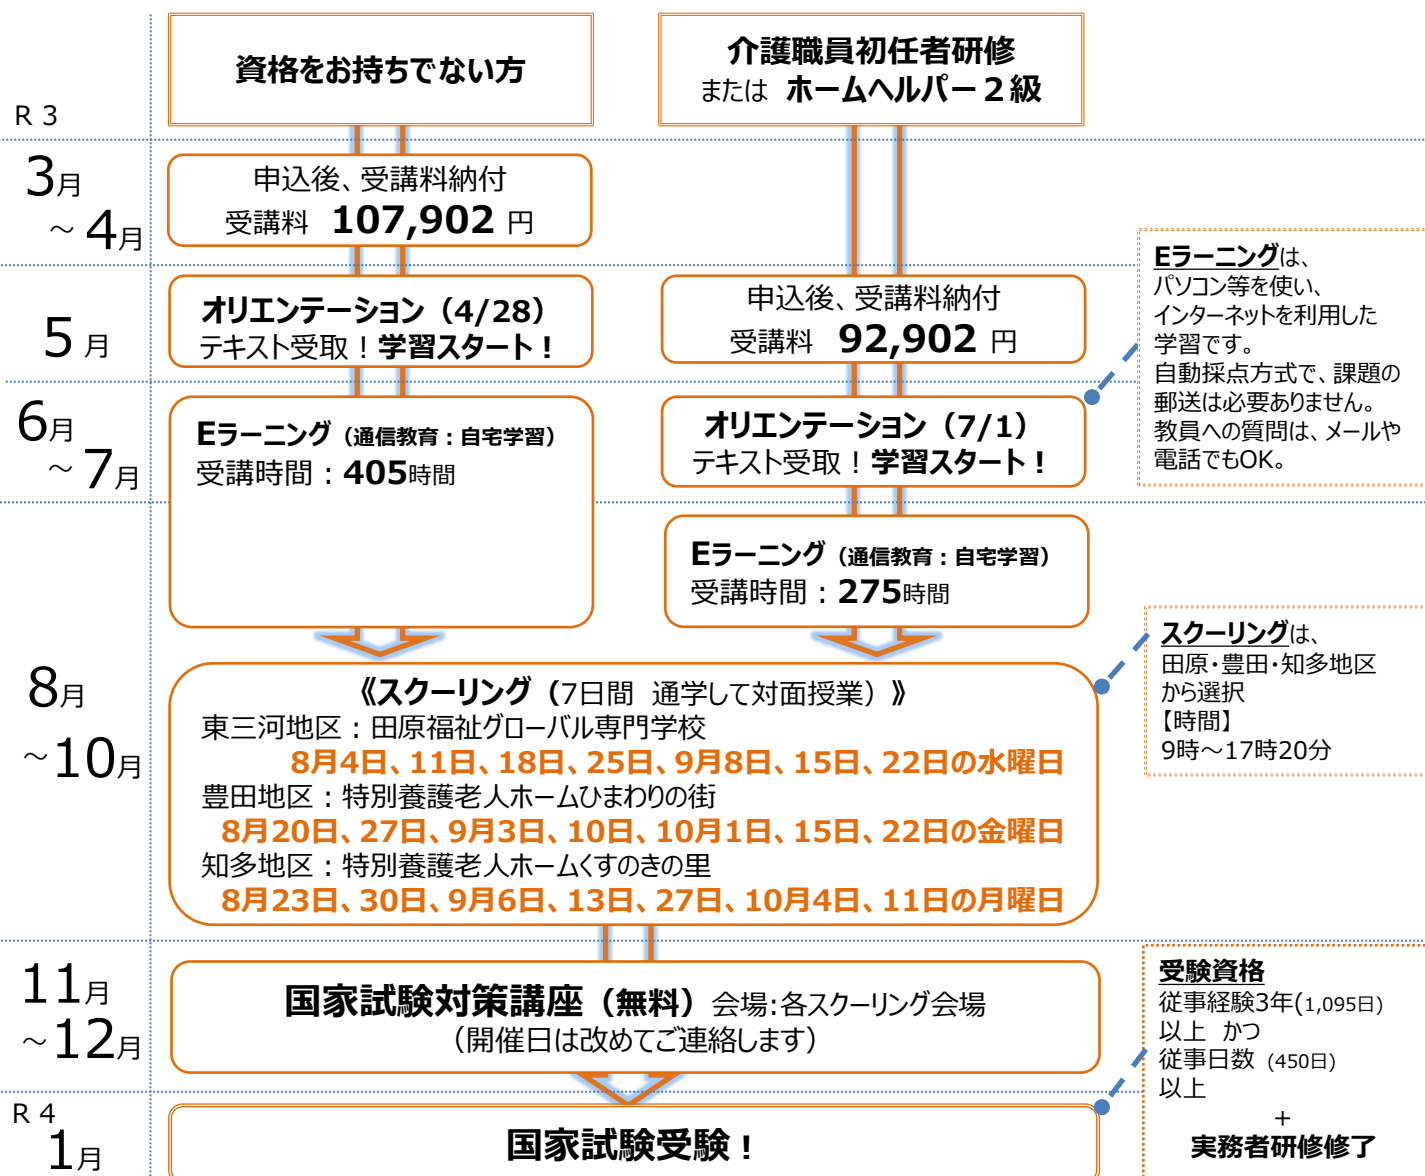 資格をお持ちでない方
介護職員初任者研修
または ホームヘルパー２級
R 3
3月
～ 4月
申込後、受講料納付
受講料 107,902 円
5 月
オリエンテーション（4/28）
テキスト受取！学習スタート！
申込後、受講料納付
受講料 92,902 円
Eラーニングは、
パソコン等を使い、
インターネットを利用した
学習です。
自動採点方式で、課題の
郵送は必要ありません。
教員への質問は、メールや
電話でもOK。
6月
～ 7月
Eラーニング（通信教育：自宅学習）
受講時間：405時間
オリエンテーション（7/1）
テキスト受取！学習スタート！
Eラーニング（通信教育：自宅学習）
受講時間：275時間
スクーリングは、
田原・豊田・知多地区
から選択
【時間】
9時～17時20分
8月
～10月
《スクーリング（7日間 通学して対面授業）》
東三河地区：田原福祉グローバル専門学校
8月4日、11日、18日、25日、9月8日、15日、22日の水曜日
豊田地区：特別養護老人ホームひまわりの街
8月20日、27日、9月3日、10日、10月1日、15日、22日の金曜日
知多地区：特別養護老人ホームくすのきの里
8月23日、30日、9月6日、13日、27日、10月4日、11日の月曜日
11月
～12月
国家試験対策講座（無料）会場:各スクーリング会場
（開催日は改めてご連絡します）
受験資格
従事経験3年(1,095日)
以上 かつ
従事日数 (450日)
以上
+
実務者研修修了
R 4
1月
国家試験受験！